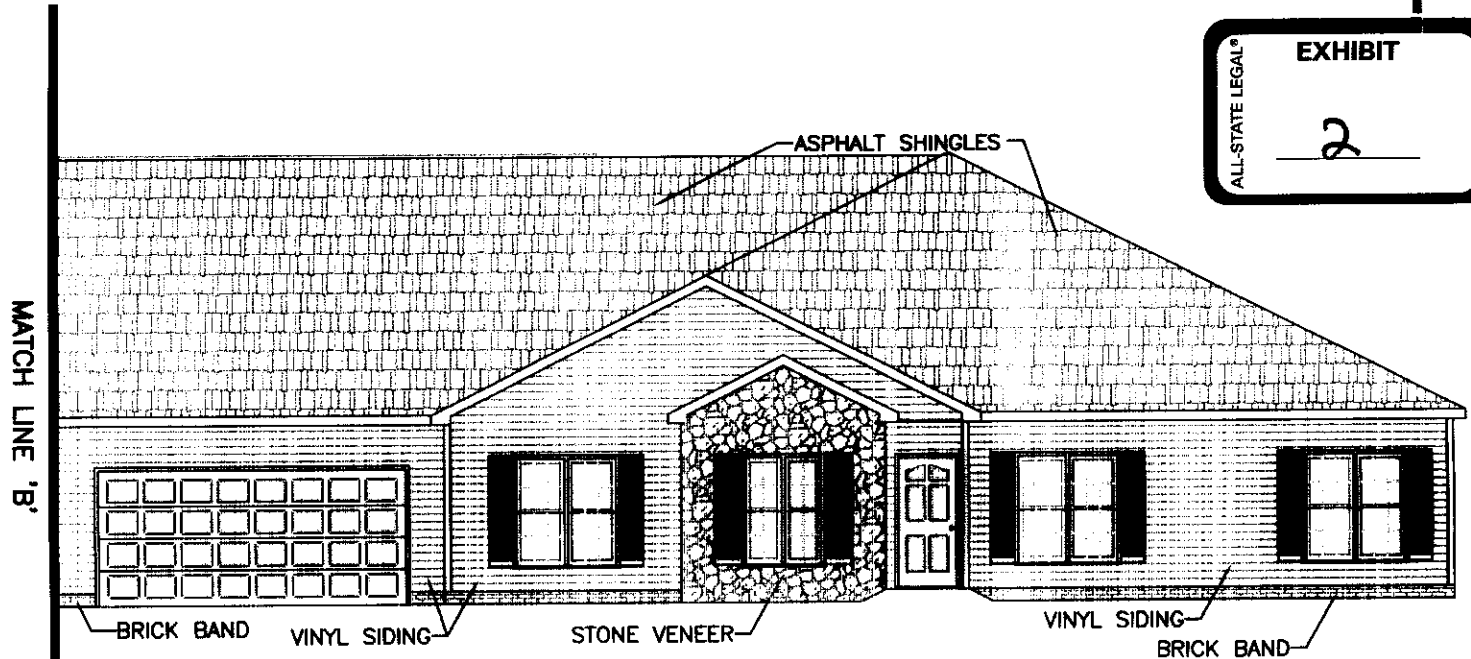 ALL-STATE LEGAL®
EXHIBIT
2
ASPHALT SHINGLES
MATCH LINE 'B'
BRICK BAND
VINYL SIDING
STONE VENEER
VINYL SIDING
BRICK BAND